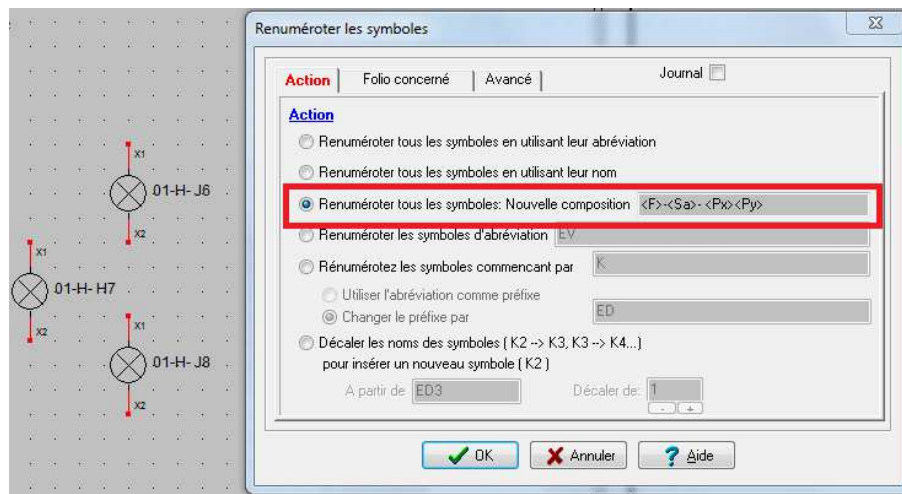 Renuméroter les symboles
Action
Folio concerné
Avancé
Journal
Action
Renuméroter tous les symboles en utilisant leur abréviation
Renuméroter tous les symboles en utilisant leur nom
Renuméroter tous les symboles: Nouvelle composition <F>-<Sa>-<Px><Py>
Renuméroter les symboles d'abréviation EV
Rénumérotez les symboles commencant par K
Utiliser l'abréviation comme préfixe
Changer le préfixe par ED
Décaler les noms des symboles ( K2 --> K3, K3 --> K4...)
pour insérer un nouveau symbole ( K2 )
A partir de ED3 Décaler de: 1
- +
OK Annuler ? Aide
X1
01-H- J6
X2
X1
01-H- H7
X2
X1
01-H- J8
X2